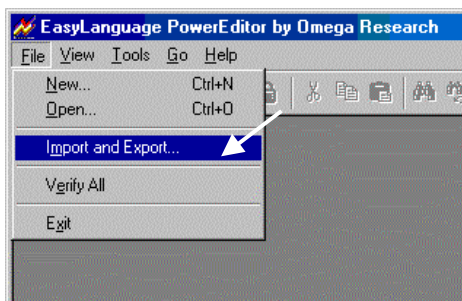 EasyLanguage PowerEditor by Omega Research
File View Tools Go Help
New... Ctrl+N
Open... Ctrl+O
Import and Export...
Verify All
Exit